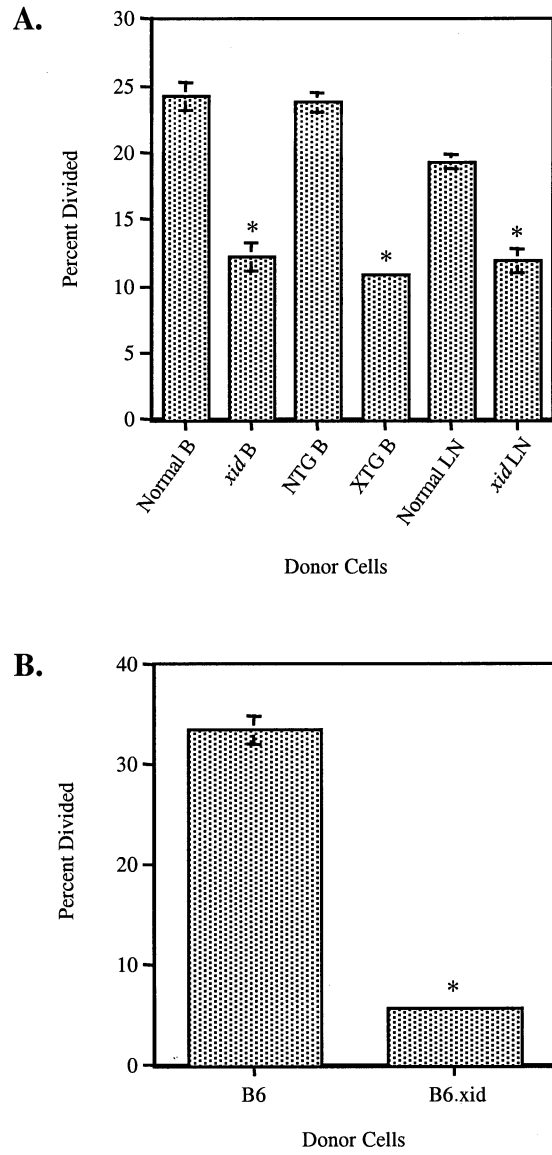 A.
30
25
20
15
10
5
0
Percent Divided
*
*
*
Normal B
xid B
NTG B
XTG B
Normal LN
xid LN
Donor Cells
B.
40
30
20
10
0
Percent Divided
*
B6
B6.xid
Donor Cells